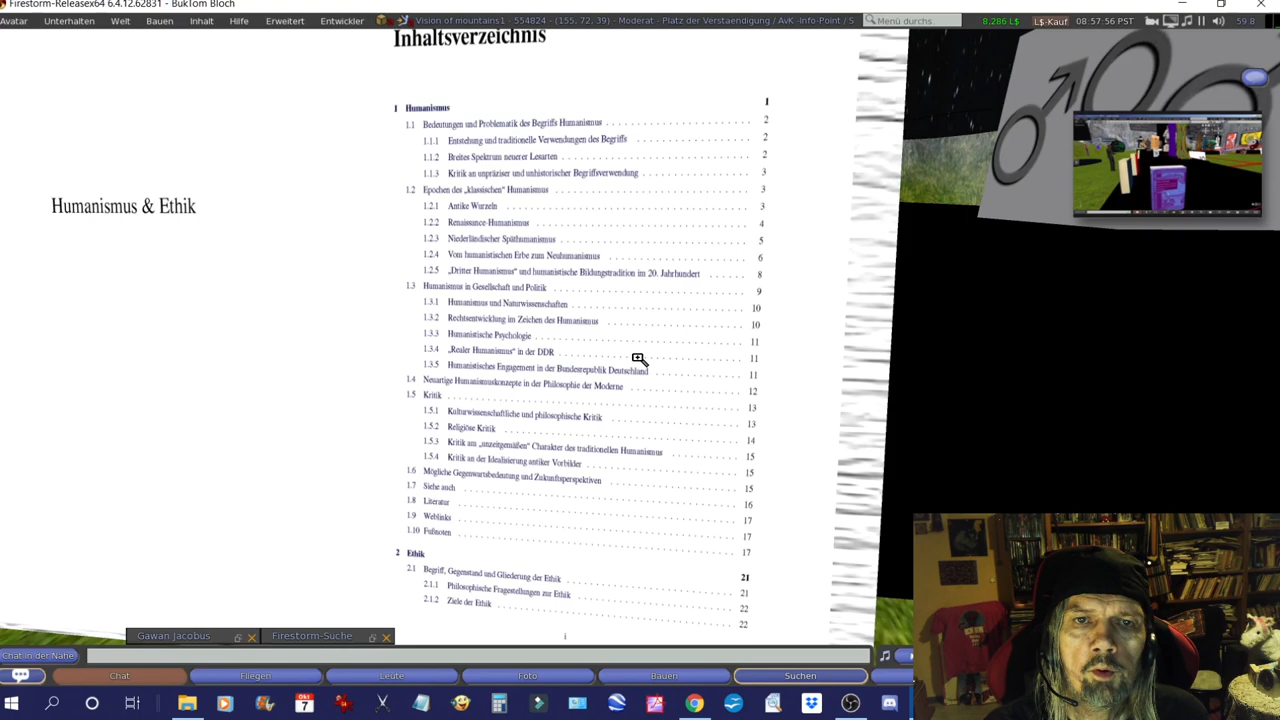 Firestorm-Releasex64 6.4.12.62831 - BukTom Bloch
Avatar Unterhalten Welt Bauen Inhalt Hilfe Erweitert Entwickler Vision of mountains1 - 554824 - (155, 72, 39) - Moderat - Platz der Verstaendigung / AvK -Info-Point / S Menü durchs 8,286 L$ L$-Kauf 08:57:56 PST 59.8
Inhaltsverzeichnis
Humanismus & Ethik
1 Humanismus 1
1.1 Bedeutungen und Problematik des Begriffs Humanismus 2
1.1.1 Entstehung und traditionelle Verwendungen des Begriffs 2
1.1.2 Breites Spektrum neuerer Lesarten 2
1.1.3 Kritik an unpräziser und unhistorischer Begriffsverwendung 3
1.2 Epochen des „klassischen“ Humanismus 3
1.2.1 Antike Wurzeln 3
1.2.2 Renaissance-Humanismus 4
1.2.3 Niederländischer Späthumanismus 5
1.2.4 Vom humanistischen Erbe zum Neuhumanismus 6
1.2.5 „Dritter Humanismus“ und humanistische Bildungstradition im 20. Jahrhundert 8
1.3 Humanismus in Gesellschaft und Politik 9
1.3.1 Humanismus und Naturwissenschaften 10
1.3.2 Rechtsentwicklung im Zeichen des Humanismus 10
1.3.3 Humanistische Psychologie 11
1.3.4 „Realer Humanismus“ in der DDR 11
1.3.5 Humanistisches Engagement in der Bundesrepublik Deutschland 11
1.4 Neuartige Humanismuskonzepte in der Philosophie der Moderne 12
1.5 Kritik 13
1.5.1 Kulturwissenschaftliche und philosophische Kritik 13
1.5.2 Religiöse Kritik 14
1.5.3 Kritik am „unzeitgemäßen“ Charakter des traditionellen Humanismus 15
1.5.4 Kritik an der Idealisierung antiker Vorbilder 15
1.6 Mögliche Gegenwartsbedeutung und Zukunftsperspektiven 15
1.7 Siehe auch 16
1.8 Literatur 17
1.9 Weblinks 17
1.10 Fußnoten 17
2 Ethik 21
2.1 Begriff, Gegenstand und Gliederung der Ethik 21
2.1.1 Philosophische Fragestellungen zur Ethik 22
2.1.2 Ziele der Ethik 22
i
Gawan Jacobus Firestorm-Suche
Chat in der Nähe
Chat Fliegen Leute Foto Bauen Suchen
Okt
7